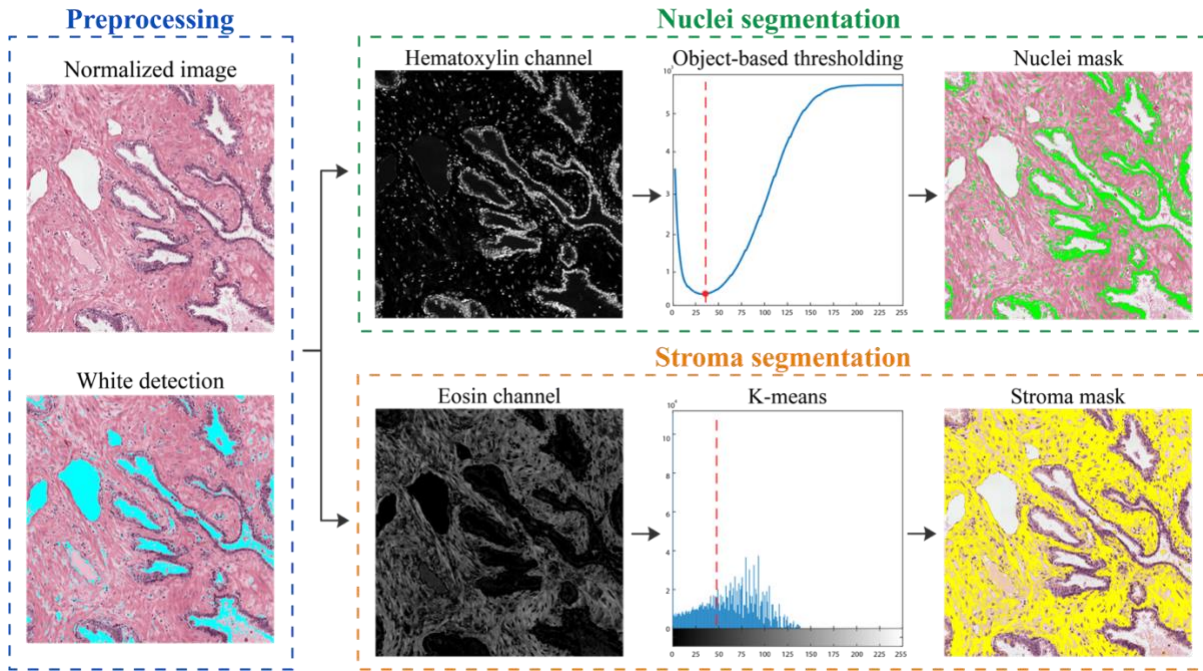 Preprocessing
Normalized image
White detection
Nuclei segmentation
Hematoxylin channel
Object-based thresholding
Nuclei mask
5
4
3
2
1
0
0 25 50 75 100 125 150 175 200 225 255
Stroma segmentation
Eosin channel
K-means
Stroma mask
10
8
6
4
2
0
0 25 50 75 100 125 150 175 200 225 255